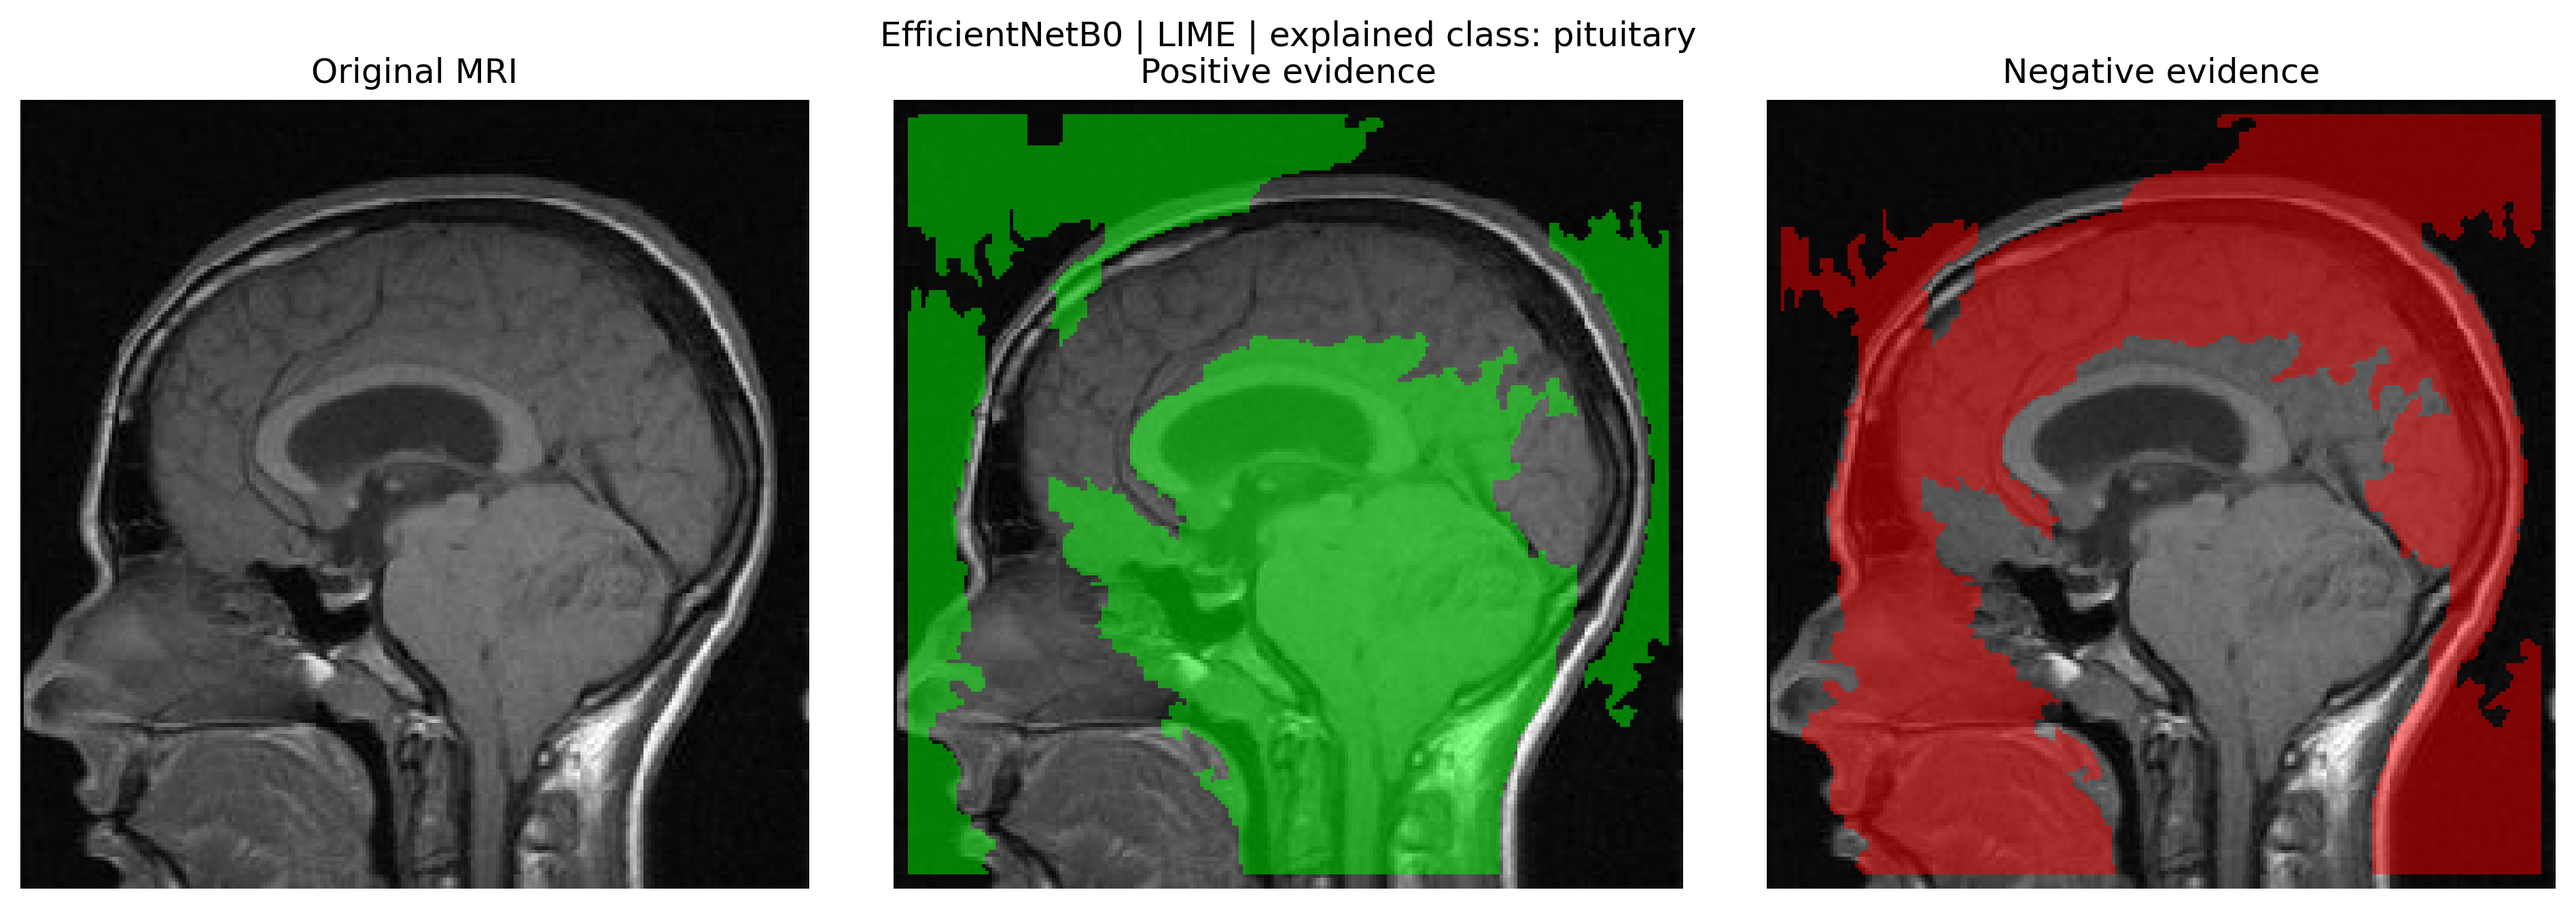 EfficientNetB0 | LIME | explained class: pituitary
Original MRI
Positive evidence
Negative evidence